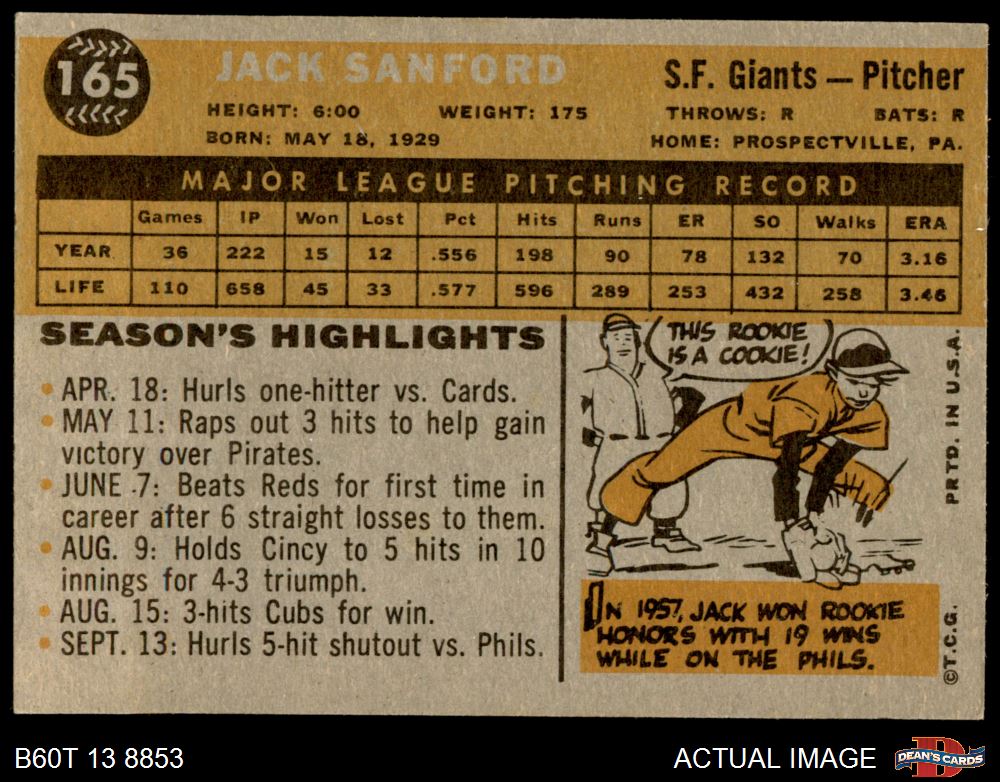 165
JACK SANFORD
S.F. Giants — Pitcher
HEIGHT: 6:00 WEIGHT: 175 THROWS: R BATS: R
BORN: MAY 18, 1929 HOME: PROSPECTVILLE, PA.
MAJOR LEAGUE PITCHING RECORD
Games IP Won Lost Pct Hits Runs ER SO Walks ERA
YEAR 36 222 15 12 .556 198 90 78 132 70 3.16
LIFE 110 658 45 33 .577 596 289 253 432 258 3.46
SEASON'S HIGHLIGHTS
• APR. 18: Hurls one-hitter vs. Cards.
• MAY 11: Raps out 3 hits to help gain
victory over Pirates.
• JUNE 7: Beats Reds for first time in
career after 6 straight losses to them.
• AUG. 9: Holds Cincy to 5 hits in 10
innings for 4-3 triumph.
• AUG. 15: 3-hits Cubs for win.
• SEPT. 13: Hurls 5-hit shutout vs. Phils.
THIS ROOKIE
IS A COOKIE!
IN 1957, JACK WON ROOKIE
HONORS WITH 19 WINS
WHILE ON THE PHILS.
©T.C.G. PRTD. IN U.S.A.
B60T 13 8853
ACTUAL IMAGE
D
DEAN'S CARDS